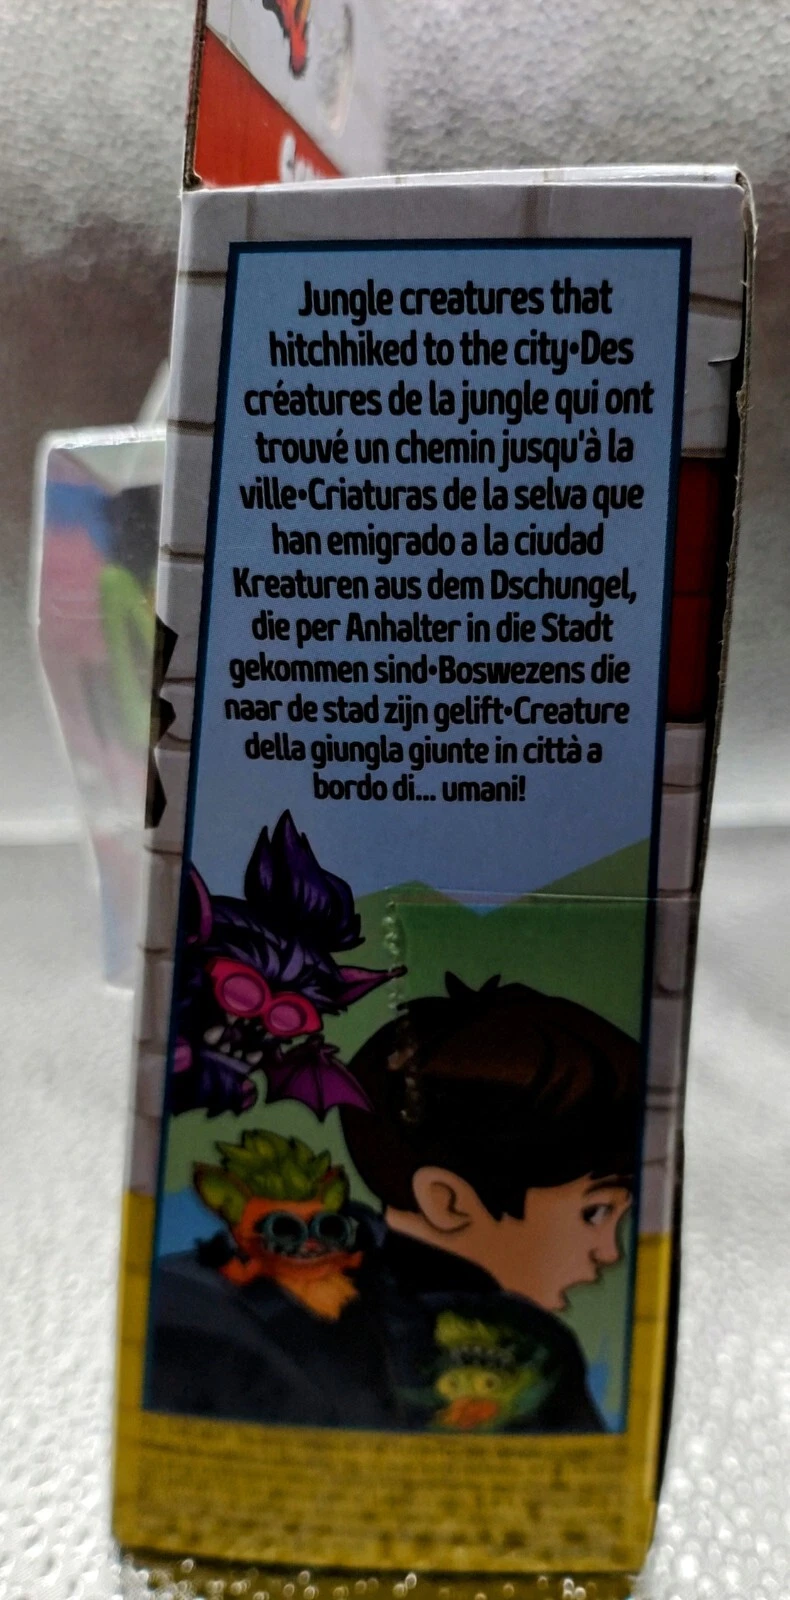 Jungle creatures that
hitchhiked to the city•Des
créatures de la jungle qui ont
trouvé un chemin jusqu'à la
ville•Criaturas de la selva que
han emigrado a la ciudad
Kreaturen aus dem Dschungel,
die per Anhalter in die Stadt
gekommen sind•Boswezens die
naar de stad zijn gelift•Creature
della giungla giunte in città a
bordo di... umani!